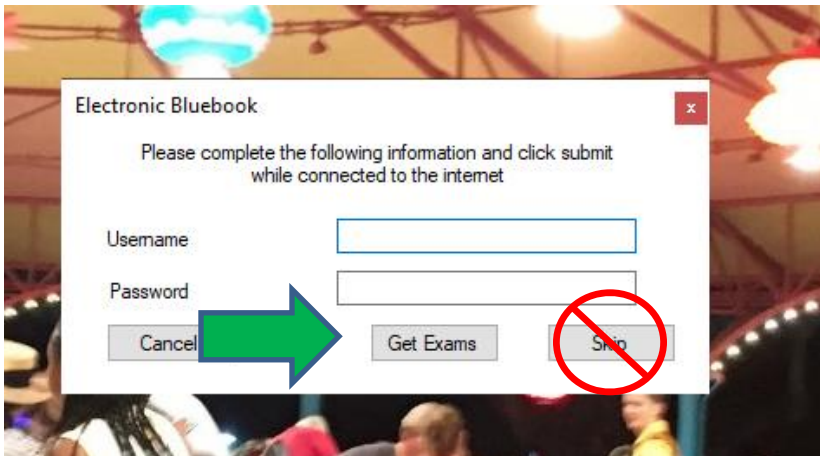 Electronic Bluebook
x
Please complete the following information and click submit
while connected to the internet
Username
Password
Cancel
Get Exams
Skip